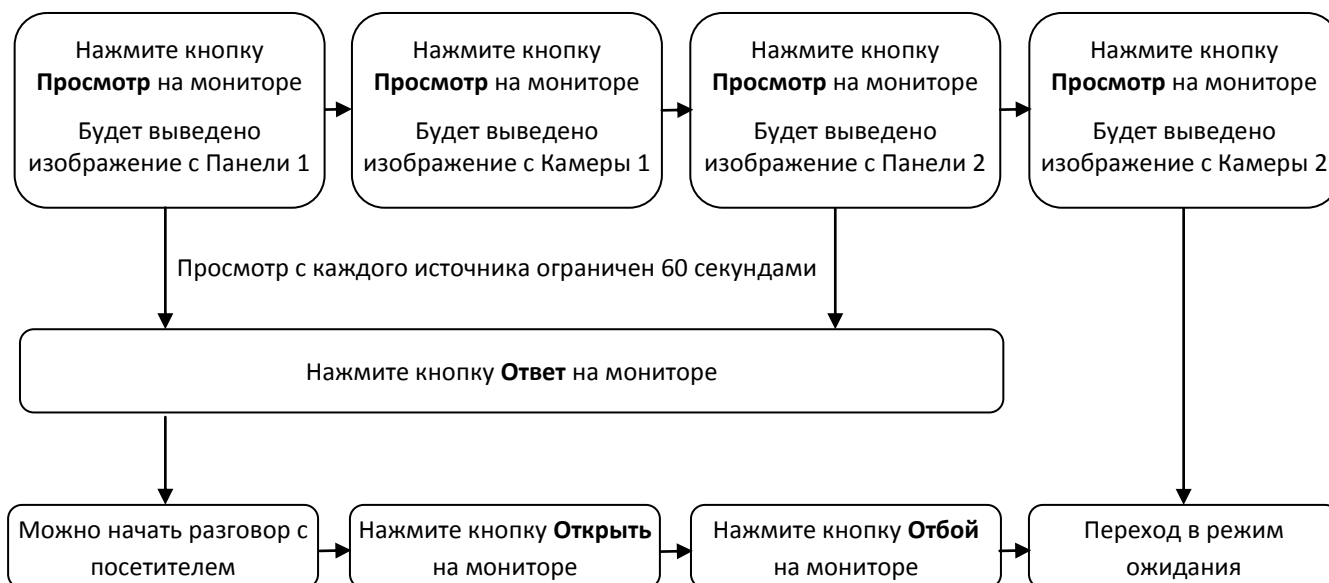 Нажмите кнопку
Просмотр на мониторе
Будет выведено
изображение с Панели 1
Нажмите кнопку
Просмотр на мониторе
Будет выведено
изображение с Камеры 1
Нажмите кнопку
Просмотр на мониторе
Будет выведено
изображение с Панели 2
Нажмите кнопку
Просмотр на мониторе
Будет выведено
изображение с Камеры 2
Просмотр с каждого источника ограничен 60 секундами
Нажмите кнопку Ответ на мониторе
Можно начать разговор с
посетителем
Нажмите кнопку Открыть
на мониторе
Нажмите кнопку Отбой
на мониторе
Переход в режим
ожидания